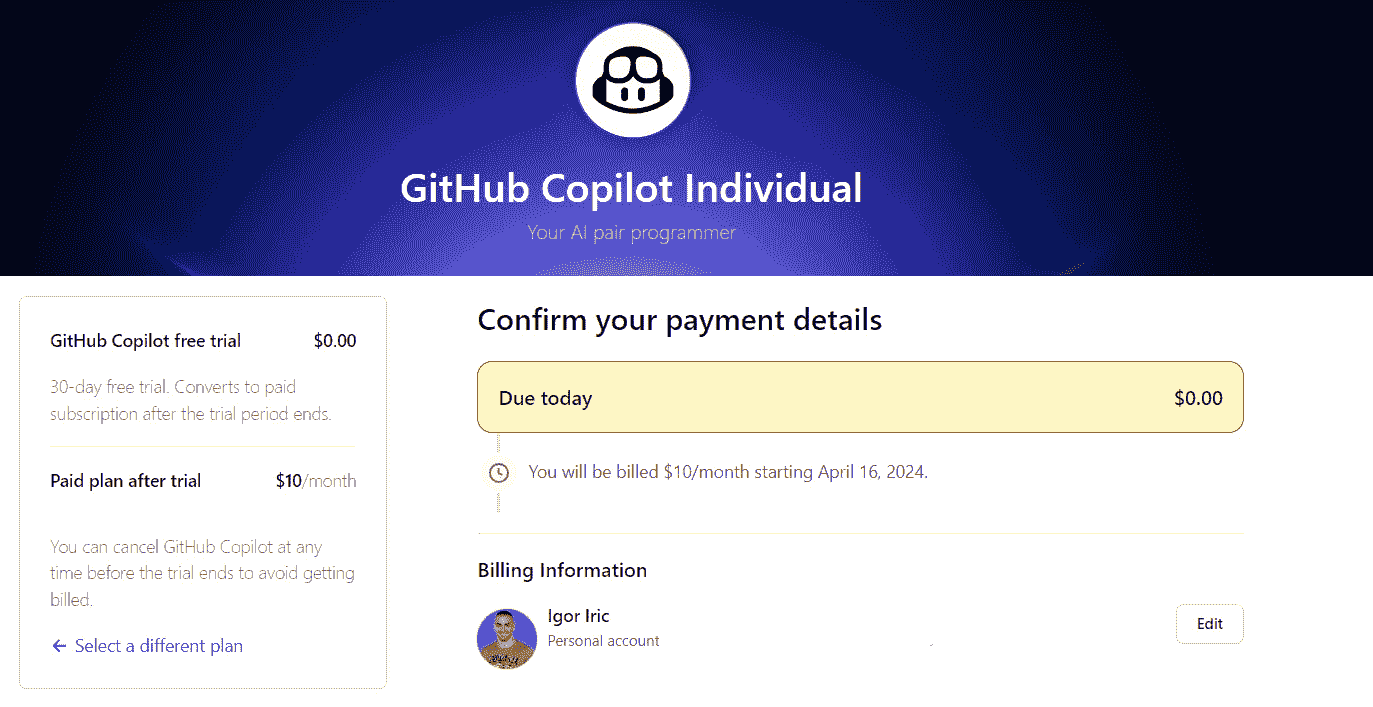 GitHub Copilot Individual
Your AI pair programmer
GitHub Copilot free trial $0.00
30-day free trial. Converts to paid
subscription after the trial period ends.
Paid plan after trial $10/month
You can cancel GitHub Copilot at any
time before the trial ends to avoid getting
billed.
← Select a different plan
Confirm your payment details
Due today $0.00
You will be billed $10/month starting April 16, 2024.
Billing Information
Igor Iric
Personal account
Edit